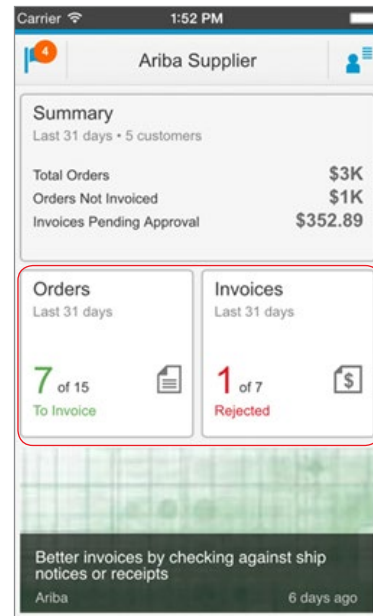 Carrier 1:52 PM
4
Ariba Supplier
Summary
Last 31 days • 5 customers
Total Orders $3K
Orders Not Invoiced $1K
Invoices Pending Approval $352.89
Orders
Last 31 days
7 of 15
To Invoice
Invoices
Last 31 days
1 of 7
$
Rejected
Better invoices by checking against ship
notices or receipts
Ariba 6 days ago